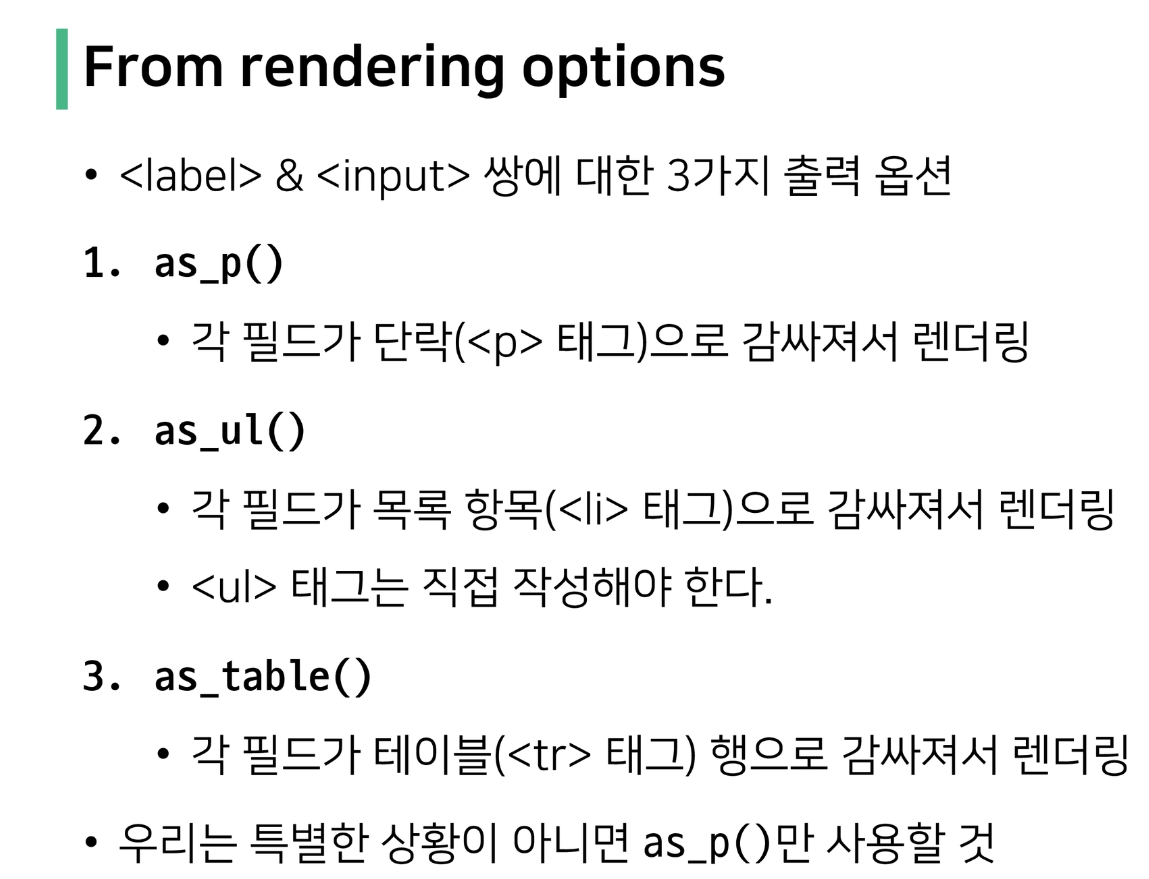 From rendering options
• <label> & <input> 쌍에 대한 3가지 출력 옵션
1. as_p()
• 각 필드가 단락(<p> 태그)으로 감싸져서 렌더링
2. as_ul()
• 각 필드가 목록 항목(<li> 태그)으로 감싸져서 렌더링
• <ul> 태그는 직접 작성해야 한다.
3. as_table()
• 각 필드가 테이블(<tr> 태그) 행으로 감싸져서 렌더링
• 우리는 특별한 상황이 아니면 as_p()만 사용할 것